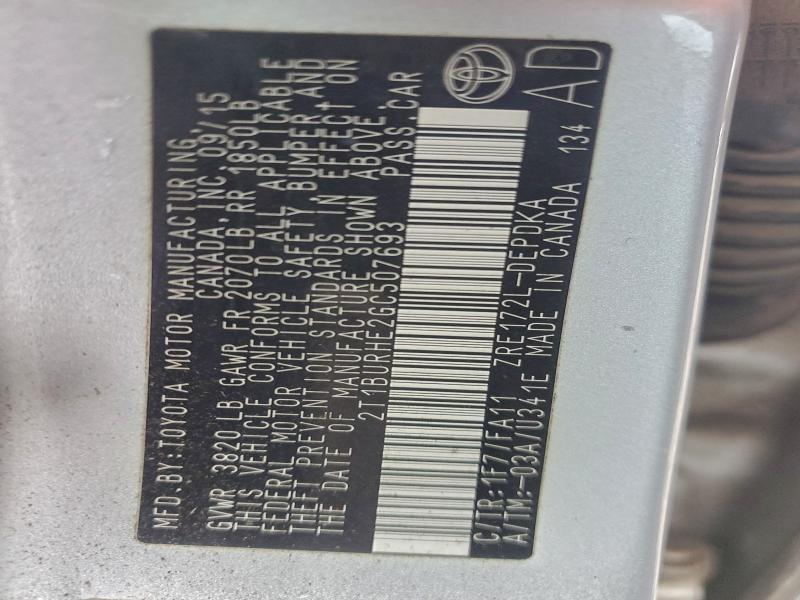 MFD.BY:TOYOTA MOTOR MANUFACTURING,
CANADA, INC. 09/15
GVWR 3820 LB GAWR FR 2070LB RR 1850LB
THIS VEHICLE CONFORMS TO ALL APPLICABLE
FEDERAL MOTOR VEHICLE SAFETY, BUMPER, AND
THEFT PREVENTION STANDARDS IN EFFECT ON
THE DATE OF MANUFACTURE SHOWN ABOVE.
2T1BURHE2GC507693 PASS.CAR
C/TR:1F7/FA11 ZRE172L-DEPDKA
A/TM:-03A/U341E MADE IN CANADA 134
AD